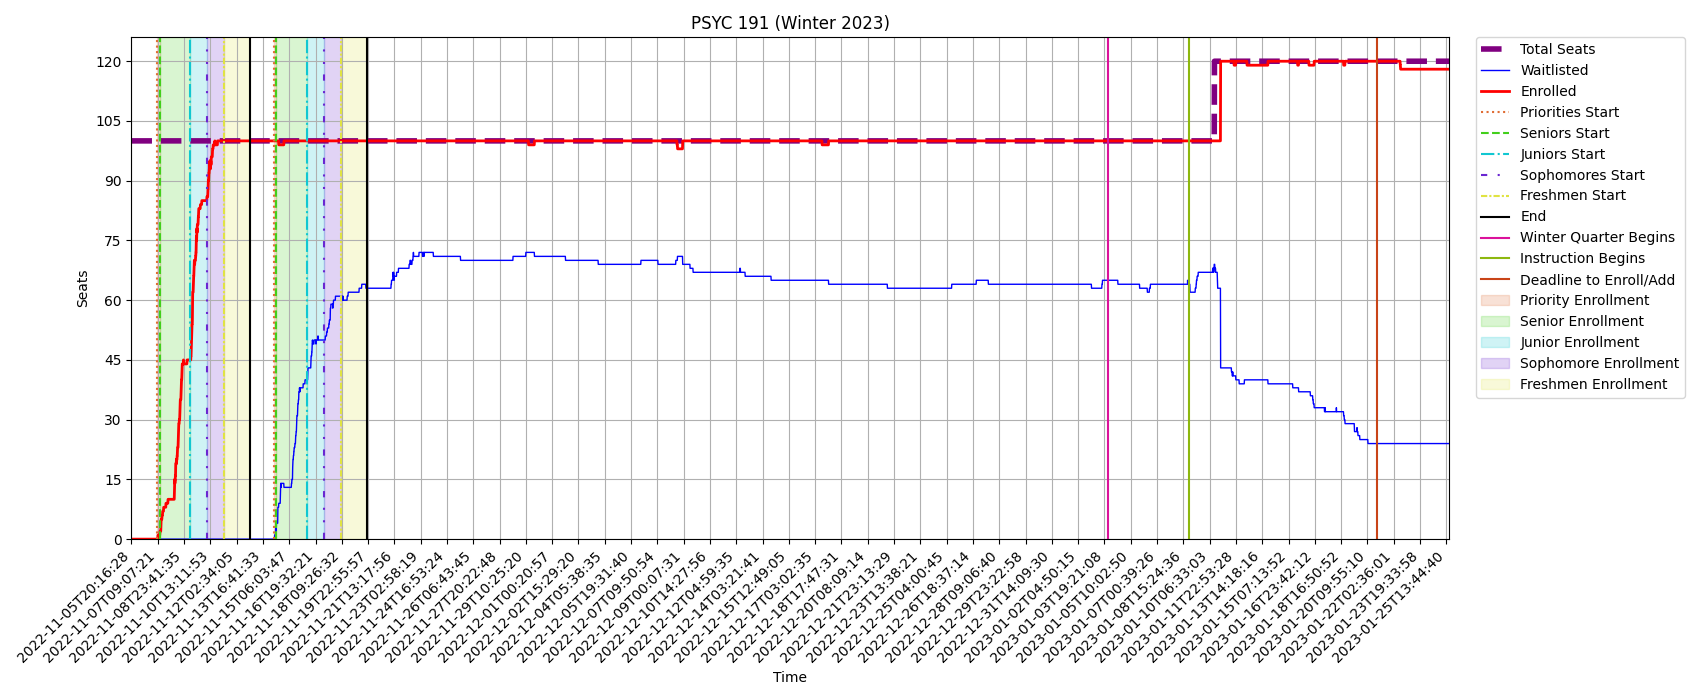 PSYC 191 (Winter 2023)
Seats
120
105
90
75
60
45
30
15
0
2022-11-05T20:16:28
2022-11-07T09:07:21
2022-11-08T23:41:35
2022-11-10T13:11:53
2022-11-12T02:34:05
2022-11-13T16:41:33
2022-11-15T06:03:47
2022-11-16T19:32:21
2022-11-18T09:26:32
2022-11-19T22:55:57
2022-11-21T13:17:56
2022-11-23T02:58:19
2022-11-24T16:53:24
2022-11-26T06:43:45
2022-11-27T20:22:48
2022-11-29T10:25:20
2022-12-01T00:20:57
2022-12-02T15:29:20
2022-12-04T05:38:35
2022-12-05T19:31:40
2022-12-07T09:50:54
2022-12-09T00:07:31
2022-12-10T14:27:56
2022-12-12T04:59:35
2022-12-14T03:21:41
2022-12-15T12:49:05
2022-12-17T03:02:35
2022-12-18T17:47:31
2022-12-20T08:09:14
2022-12-21T23:13:29
2022-12-23T13:38:21
2022-12-25T04:00:45
2022-12-26T18:37:14
2022-12-28T09:06:40
2022-12-29T23:22:58
2022-12-31T14:09:30
2023-01-02T04:50:15
2023-01-03T19:21:08
2023-01-05T10:02:50
2023-01-07T00:39:26
2023-01-08T15:24:36
2023-01-10T06:33:03
2023-01-11T22:53:28
2023-01-13T14:18:16
2023-01-15T07:13:52
2023-01-16T23:42:12
2023-01-18T16:50:52
2023-01-20T09:55:10
2023-01-22T02:36:01
2023-01-23T19:33:58
2023-01-25T13:44:40
Time
Total Seats
Waitlisted
Enrolled
Priorities Start
Seniors Start
Juniors Start
Sophomores Start
Freshmen Start
End
Winter Quarter Begins
Instruction Begins
Deadline to Enroll/Add
Priority Enrollment
Senior Enrollment
Junior Enrollment
Sophomore Enrollment
Freshmen Enrollment